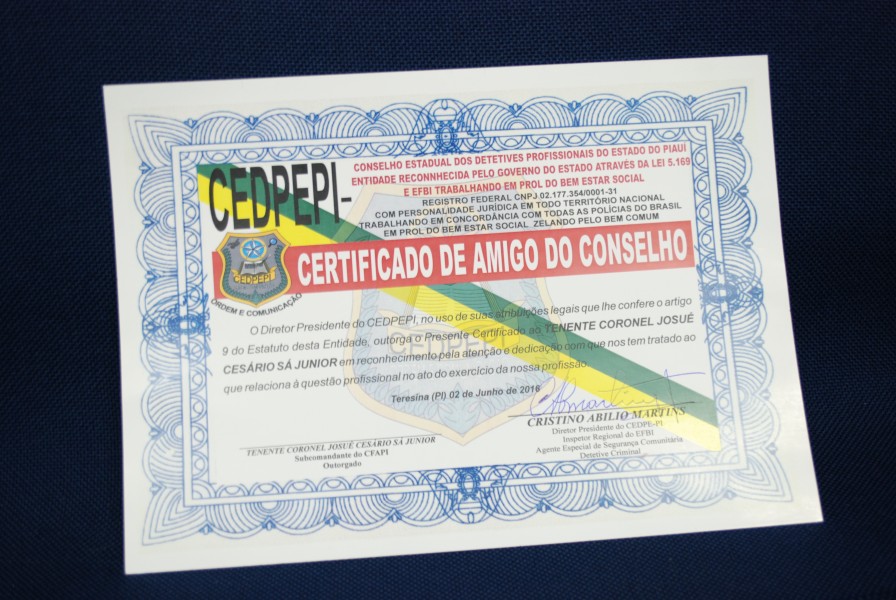 CEDPEPI-
CONSELHO ESTADUAL DOS DETETIVES PROFISSIONAIS DO ESTADO DO PIAUÍ
ENTIDADE RECONNHECIDA PELO GOVERNO DO ESTADO ATRAVÉS DA LEI 5.169
E EFBI TRABALHANDO EM PROL DO BEM ESTAR SOCIAL
REGISTRO FEDERAL CNPJ 02.177.354/0001-31
COM PERSONALIDADE JURÍDICA EM TODO TERRITÓRIO NACIONAL
TRABALHANDO EM CONCORDÂNCIA COM TODAS AS POLÍCIAS DO BRASIL
EM PROL DO BEM ESTAR SOCIAL ZELANDO PELO BEM COMUM
CEDPEPI
ORDEM E COMUNICAÇÃO
CERTIFICADO DE AMIGO DO CONSELHO
CEDPEPI
O Diretor Presidente do CEDPEPI, no uso de suas atribuições legais que lhe confere o artigo
9 do Estatuto desta Entidade, outorga o Presente Certificado ao TENENTE CORONEL JOSUÉ
CESÁRIO SÁ JUNIOR em reconhecimento pela atenção e dedicação com que nos tem tratado ao
que relaciona à questão profissional no ato do exercício da nossa profissão.
Teresina (PI) 02 de Junho de 2016
TENENTE CORONEL JOSUÉ CESÁRIO SÁ JUNIOR
Subcomandante do CFAPI
Outorgado
CRISTINO ABILIO MARTINS
Diretor Presidente do CEDPE-PI
Inspetor Regional do EFBI
Agente Especial de Segurança Comunitária
Detetive Criminal